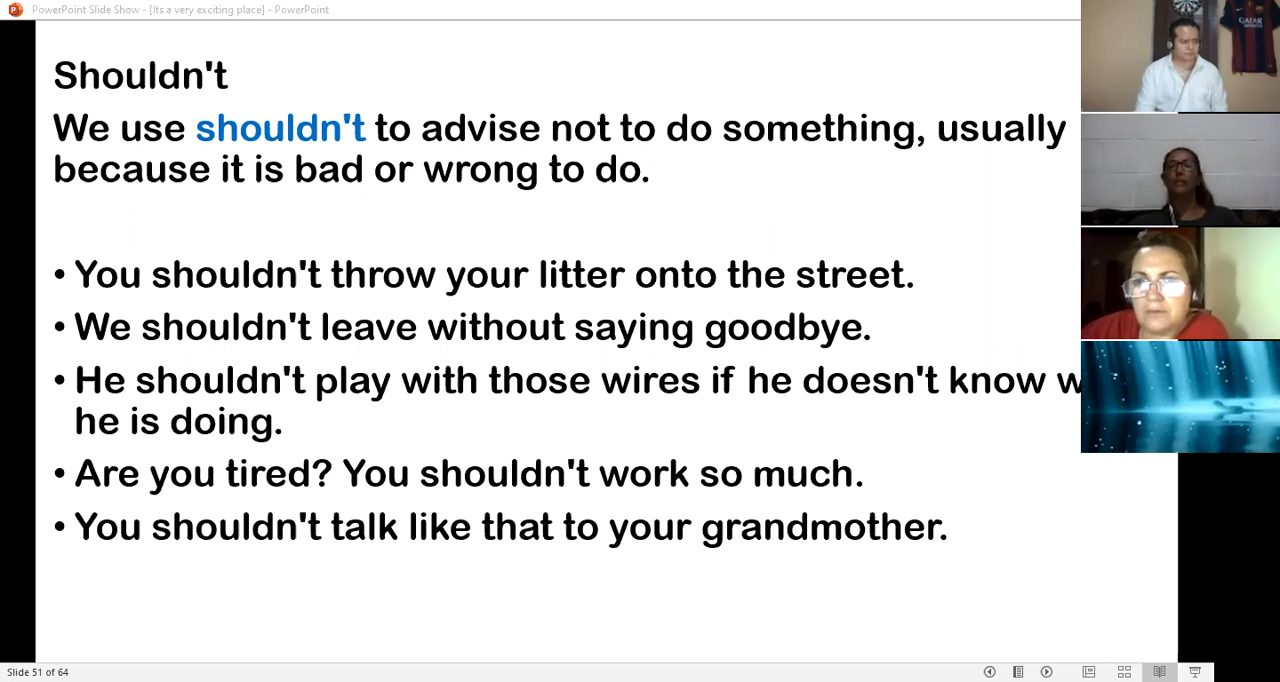 PowerPoint Slide Show - [Its a very exciting place] - PowerPoint
Shouldn't
We use shouldn't to advise not to do something, usually
because it is bad or wrong to do.
• You shouldn't throw your litter onto the street.
• We shouldn't leave without saying goodbye.
• He shouldn't play with those wires if he doesn't know
he is doing.
• Are you tired? You shouldn't work so much.
• You shouldn't talk like that to your grandmother.
Slide 51 of 64